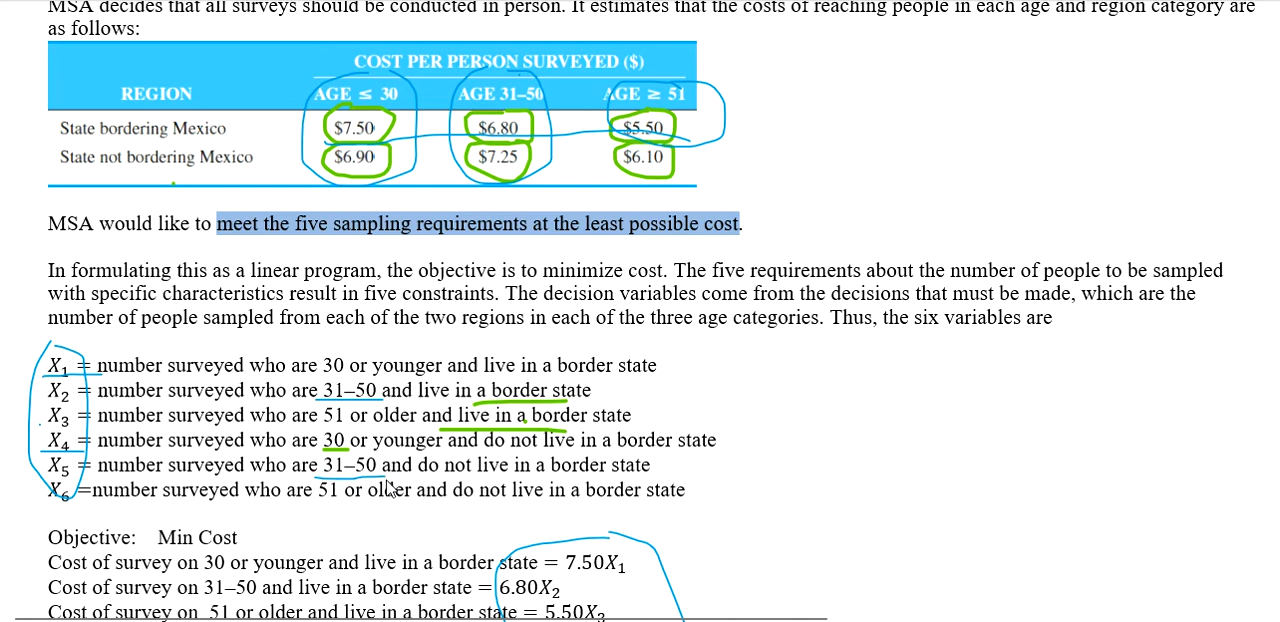 MSA decides that all surveys should be conducted in person. It estimates that the costs of reaching people in each age and region category are
as follows:
COST PER PERSON SURVEYED ($)
REGION AGE ≤ 30 AGE 31–50 AGE ≥ 51
State bordering Mexico $7.50 $6.80 $5.50
State not bordering Mexico $6.90 $7.25 $6.10
MSA would like to meet the five sampling requirements at the least possible cost.
In formulating this as a linear program, the objective is to minimize cost. The five requirements about the number of people to be sampled
with specific characteristics result in five constraints. The decision variables come from the decisions that must be made, which are the
number of people sampled from each of the two regions in each of the three age categories. Thus, the six variables are
X₁ = number surveyed who are 30 or younger and live in a border state
X₂ = number surveyed who are 31–50 and live in a border state
X₃ = number surveyed who are 51 or older and live in a border state
X₄ = number surveyed who are 30 or younger and do not live in a border state
X₅ = number surveyed who are 31–50 and do not live in a border state
X₆ =number surveyed who are 51 or older and do not live in a border state
Objective: Min Cost
Cost of survey on 30 or younger and live in a border state = 7.50X₁
Cost of survey on 31–50 and live in a border state = 6.80X₂
Cost of survey on 51 or older and live in a border state = 5.50X₃